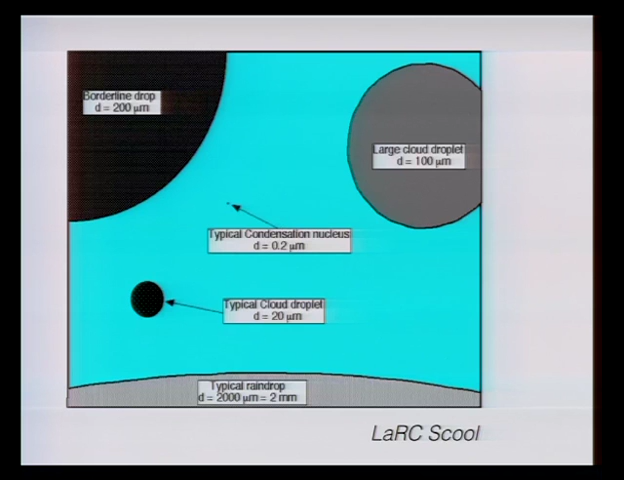 Borderline drop
d = 200 µm
Large cloud droplet
d = 100 µm
Typical Condensation nucleus
d = 0.2 µm
Typical Cloud droplet
d = 20 µm
Typical raindrop
d = 2000 µm = 2 mm
LaRC Scool